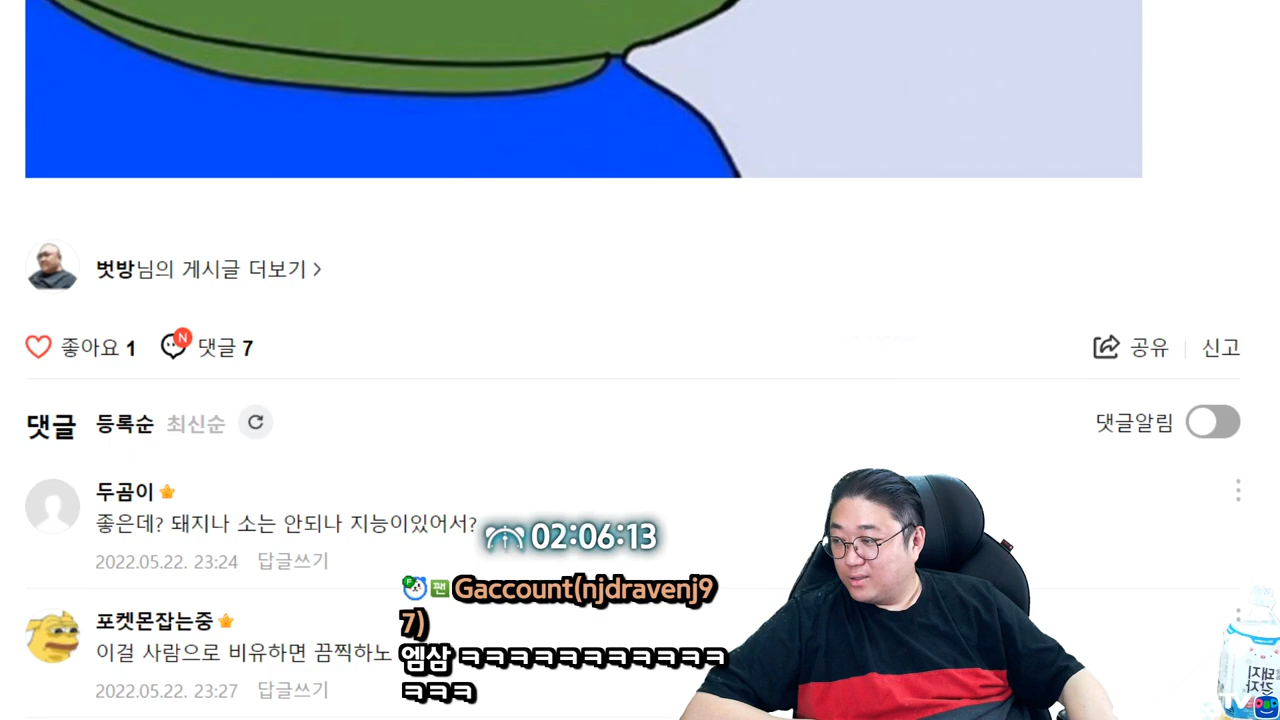 벗방님의 게시글 더보기 >
좋아요 1 N 댓글 7
공유 신고
댓글 등록순 최신순
댓글알림
두곰이
좋은데? 돼지나 소는 안되나 지능이있어서?
2022.05.22. 23:24 답글쓰기
02:06:13
F 팬 Gaccount(njdravenj9
7)
엠삼 ㅋㅋㅋㅋㅋㅋㅋㅋㅋㅋㅋ
ㅋㅋㅋ
포켓몬잡는중
이걸 사람으로 비유하면 끔찍하노
2022.05.22. 23:27 답글쓰기
TV